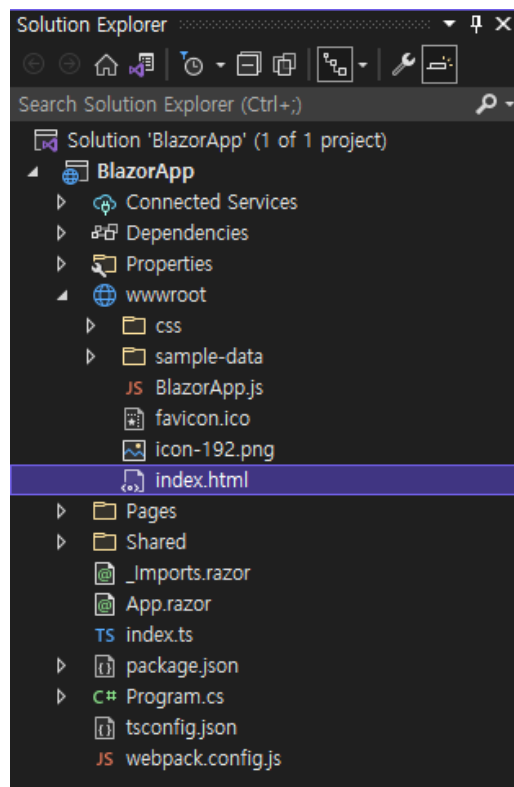 Solution Explorer
Search Solution Explorer (Ctrl+;)
Solution 'BlazorApp' (1 of 1 project)
BlazorApp
Connected Services
Dependencies
Properties
wwwroot
css
sample-data
JS BlazorApp.js
favicon.ico
icon-192.png
index.html
Pages
Shared
_Imports.razor
App.razor
TS index.ts
package.json
C# Program.cs
tsconfig.json
JS webpack.config.js